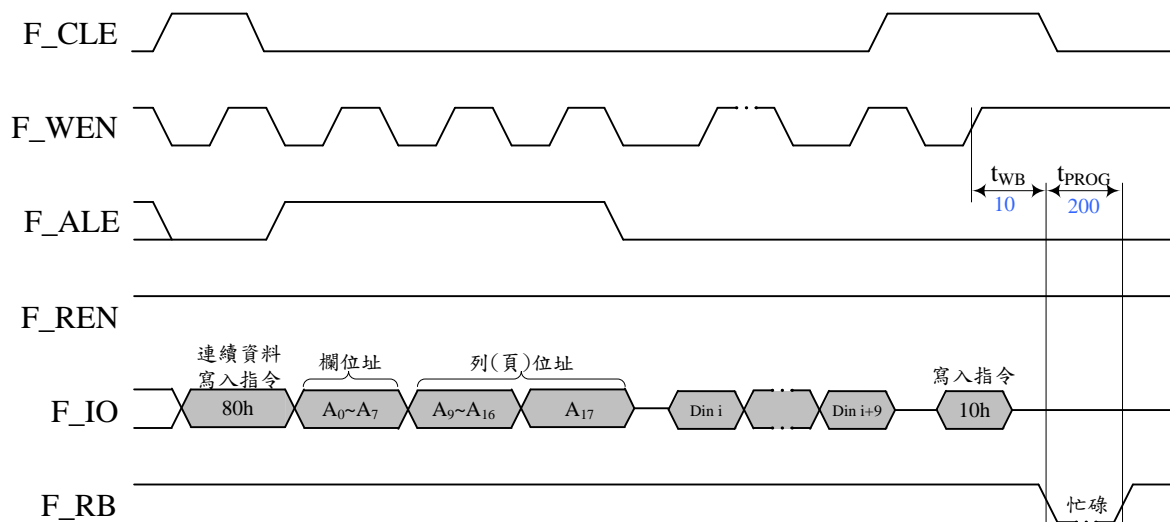 F_CLE
F_WEN
t_WB t_PROG
10 200
F_ALE
F_REN
連續資料
寫入指令 欄位址 列(頁)位址 寫入指令
F_IO 80h A₀~A₇ A₉~A₁₆ A₁₇ Din i Din i+9 10h
F_RB 忙碌